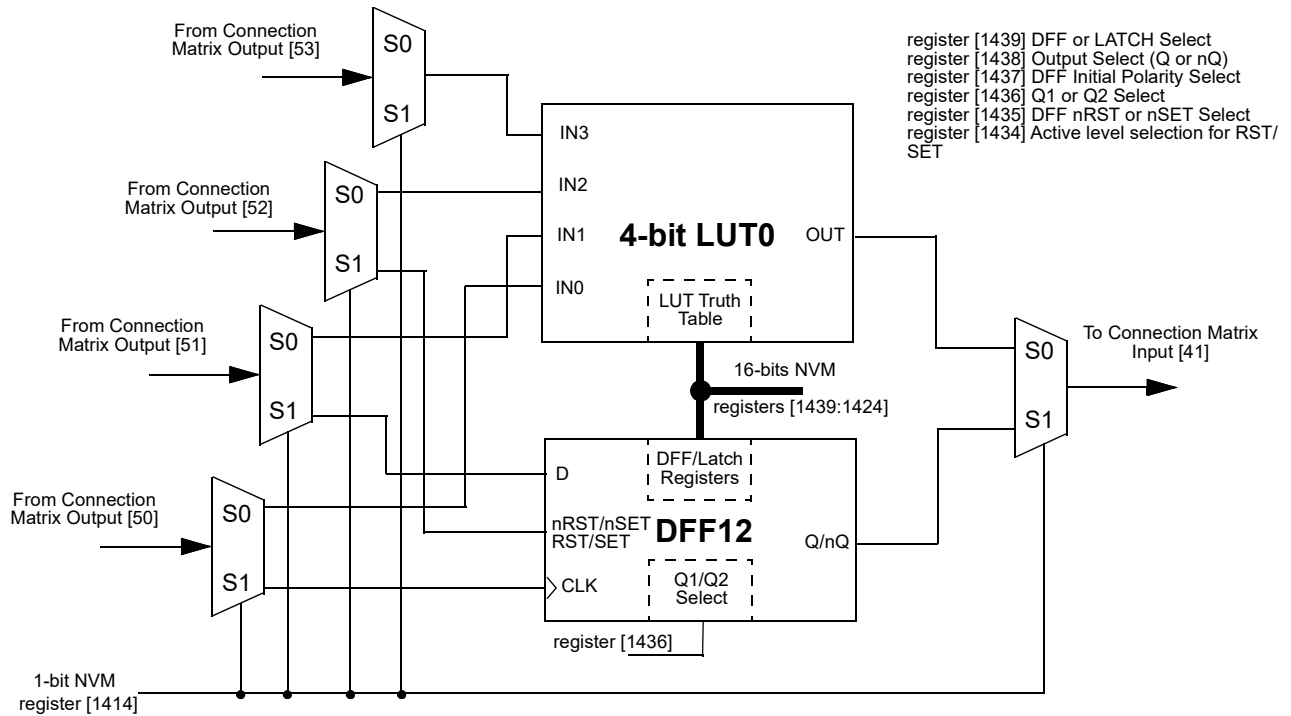 From Connection
Matrix Output [53]
S0
S1
register [1439] DFF or LATCH Select
register [1438] Output Select (Q or nQ)
register [1437] DFF Initial Polarity Select
register [1436] Q1 or Q2 Select
register [1435] DFF nRST or nSET Select
register [1434] Active level selection for RST/
SET
From Connection
Matrix Output [52]
S0
S1
IN3
IN2
IN1
IN0
4-bit LUT0
OUT
LUT Truth
Table
From Connection
Matrix Output [51]
S0
S1
16-bits NVM
registers [1439:1424]
S0
S1
To Connection Matrix
Input [41]
From Connection
Matrix Output [50]
S0
S1
D
nRST/nSET
RST/SET
CLK
DFF/Latch
Registers
DFF12
Q/nQ
Q1/Q2
Select
register [1436]
1-bit NVM
register [1414]